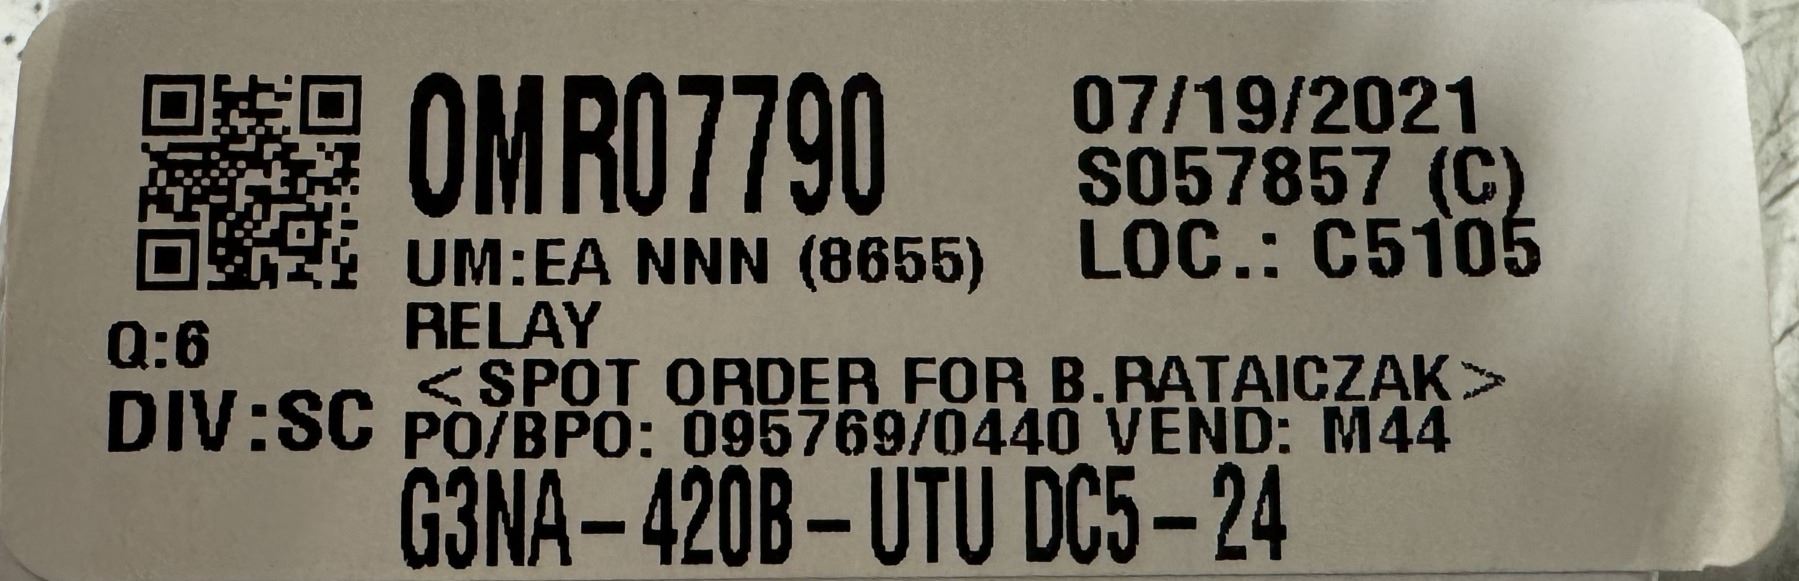 OMR07790
07/19/2021
S057857 (C)
UM:EA NNN (8655)
LOC.: C5105
RELAY
Q:6
<SPOT ORDER FOR B.RATAICZAK>
DIV:SC
PO/BPO: 095769/0440 VEND: M44
G3NA-420B-UTU DC5-24